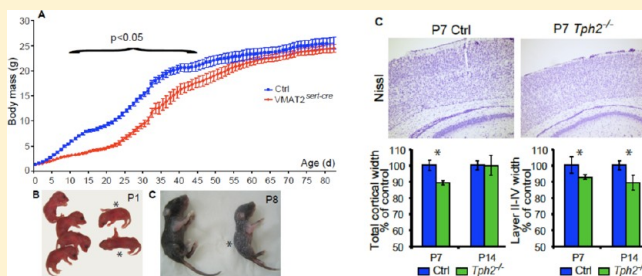 A
p<0.05
Body mass (g)
30
25
20
15
10
5
0
Ctrl
VMAT2sert-cre
0 5 10 15 20 25 30 35 40 45 50 55 60 65 70 75 80
Age (d)
B
P1
*
*
C
P8
*
C
P7 Ctrl
P7 Tph2-/-
Nissl
Total cortical width
% of control
100
90
80
70
60
50
*
P7
P14
Layer II-IV width
% of control
110
100
90
80
70
60
50
*
*
P7
P14
Ctrl
Tph2-/-
Ctrl
Tph2-/-